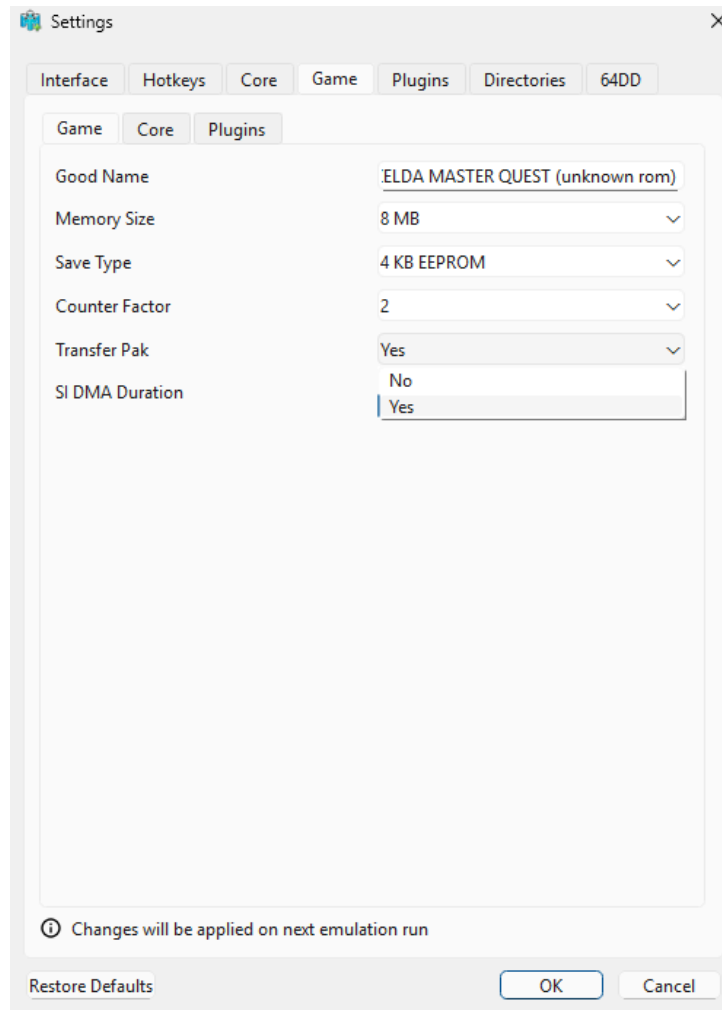 Settings
Interface Hotkeys Core Game Plugins Directories 64DD
Game Core Plugins
Good Name ELDA MASTER QUEST (unknown rom)
Memory Size 8 MB
Save Type 4 KB EEPROM
Counter Factor 2
Transfer Pak Yes
No
SI DMA Duration
Yes
Changes will be applied on next emulation run
Restore Defaults OK Cancel